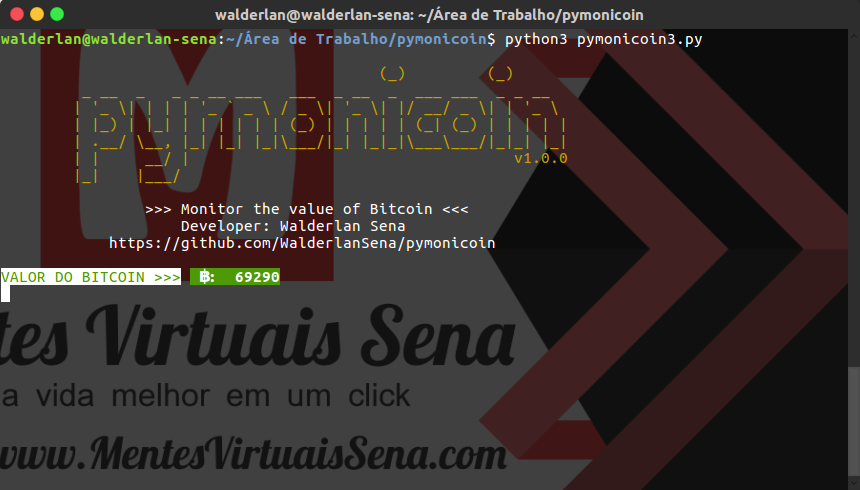 walderlan@walderlan-sena: ~/Área de Trabalho/pymonicoin
walderlan@walderlan-sena:~/Área de Trabalho/pymonicoin$ python3 pymonicoin3.py
pymonicoin
v1.0.0
>>> Monitor the value of Bitcoin <<<
Developer: Walderlan Sena
https://github.com/WalderlanSena/pymonicoin
VALOR DO BITCOIN >>> ฿: 69290
tes Virtuais Sena
a vida melhor em um click
www.MentesVirtuaisSena.com